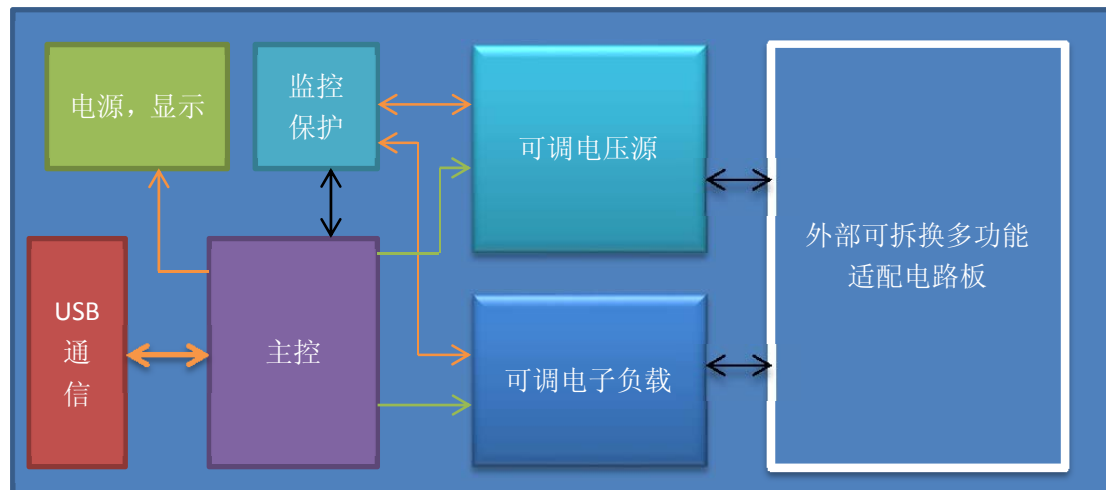 电源，显示
监控
保护
可调电压源
外部可拆换多功能
适配电路板
USB
通
信
主控
可调电子负载